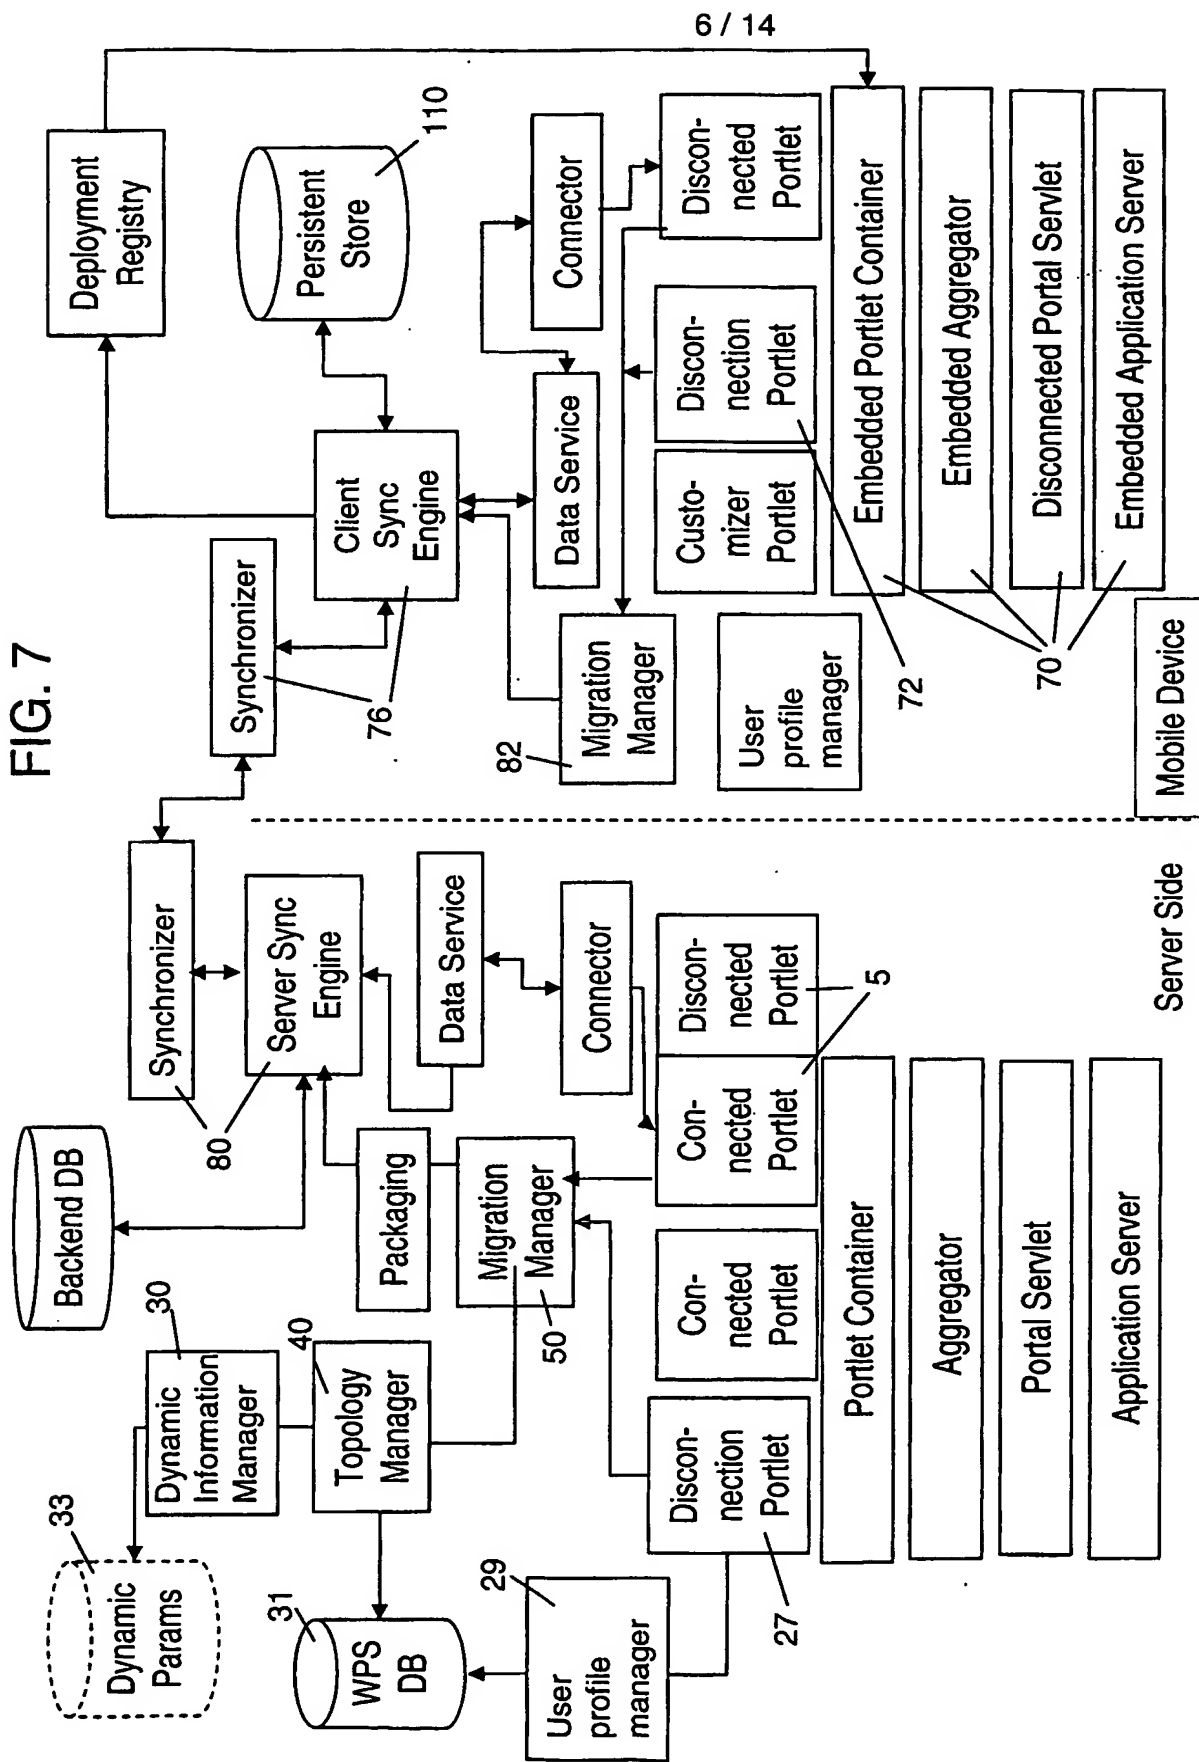 6 / 14
FIG. 7
Dynamic
Params
33
Dynamic
Information
Manager
30
Backend DB
Synchronizer
80
Server Sync
Engine
WPS
DB
31
Topology
Manager
40
Packaging
Migration
Manager
50
Data Service
Connector
User
profile
manager
29
Discon-
nection
Portlet
27
Con-
nected
Portlet
Con-
nected
Portlet
Discon-
nected
Portlet
5
Portlet Container
Aggregator
Portal Servlet
Application Server
Server Side
Synchronizer
76
Client
Sync
Engine
Deployment
Registry
Persistent
Store
110
Data Service
Connector
Migration
Manager
82
User
profile
manager
Custo-
mizer
Portlet
Discon-
nection
Portlet
72
Discon-
nected
Portlet
Embedded Portlet Container
Embedded Aggregator
Disconnected Portal Servlet
Embedded Application Server
70
Mobile Device